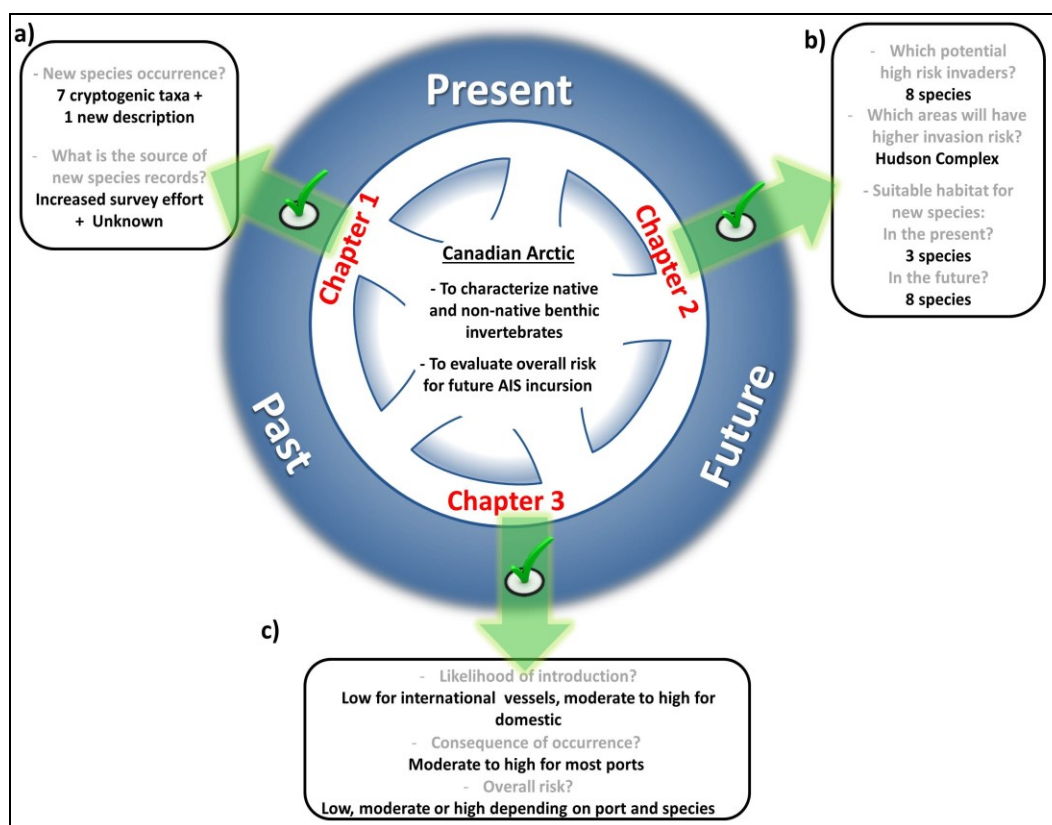 a)
- New species occurrence?
7 cryptogenic taxa +
1 new description
- What is the source of
new species records?
Increased survey effort
+ Unknown
Present
b)
- Which potential
high risk invaders?
8 species
- Which areas will have
higher invasion risk?
Hudson Complex
- Suitable habitat for
new species:
In the present?
3 species
In the future?
8 species
Chapter 1
Chapter 2
Canadian Arctic
- To characterize native
and non-native benthic
invertebrates
- To evaluate overall risk
for future AIS incursion
Past
Future
Chapter 3
c)
- Likelihood of introduction?
Low for international vessels, moderate to high for
domestic
- Consequence of occurrence?
Moderate to high for most ports
- Overall risk?
Low, moderate or high depending on port and species